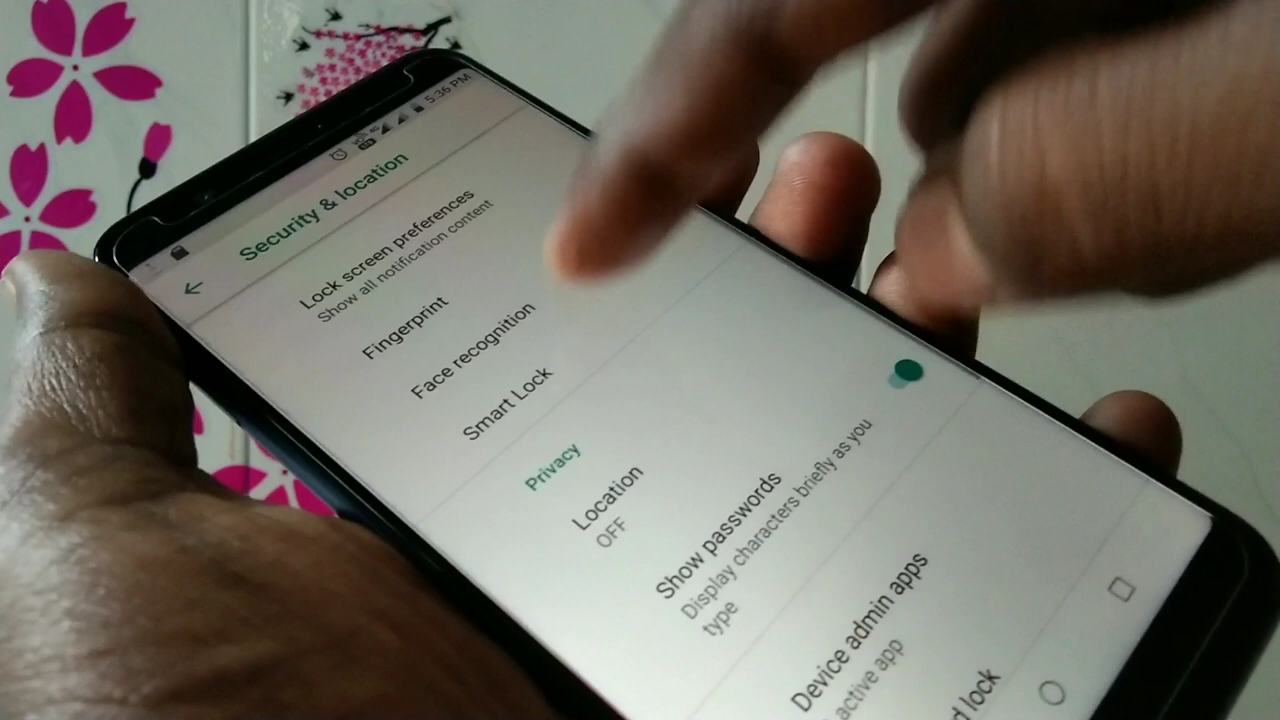 5:36 PM
Security & location
Lock screen preferences
Show all notification content
Fingerprint
Face recognition
Smart Lock
Privacy
Location
OFF
Show passwords
Display characters briefly as you
type
Device admin apps
active app
lock